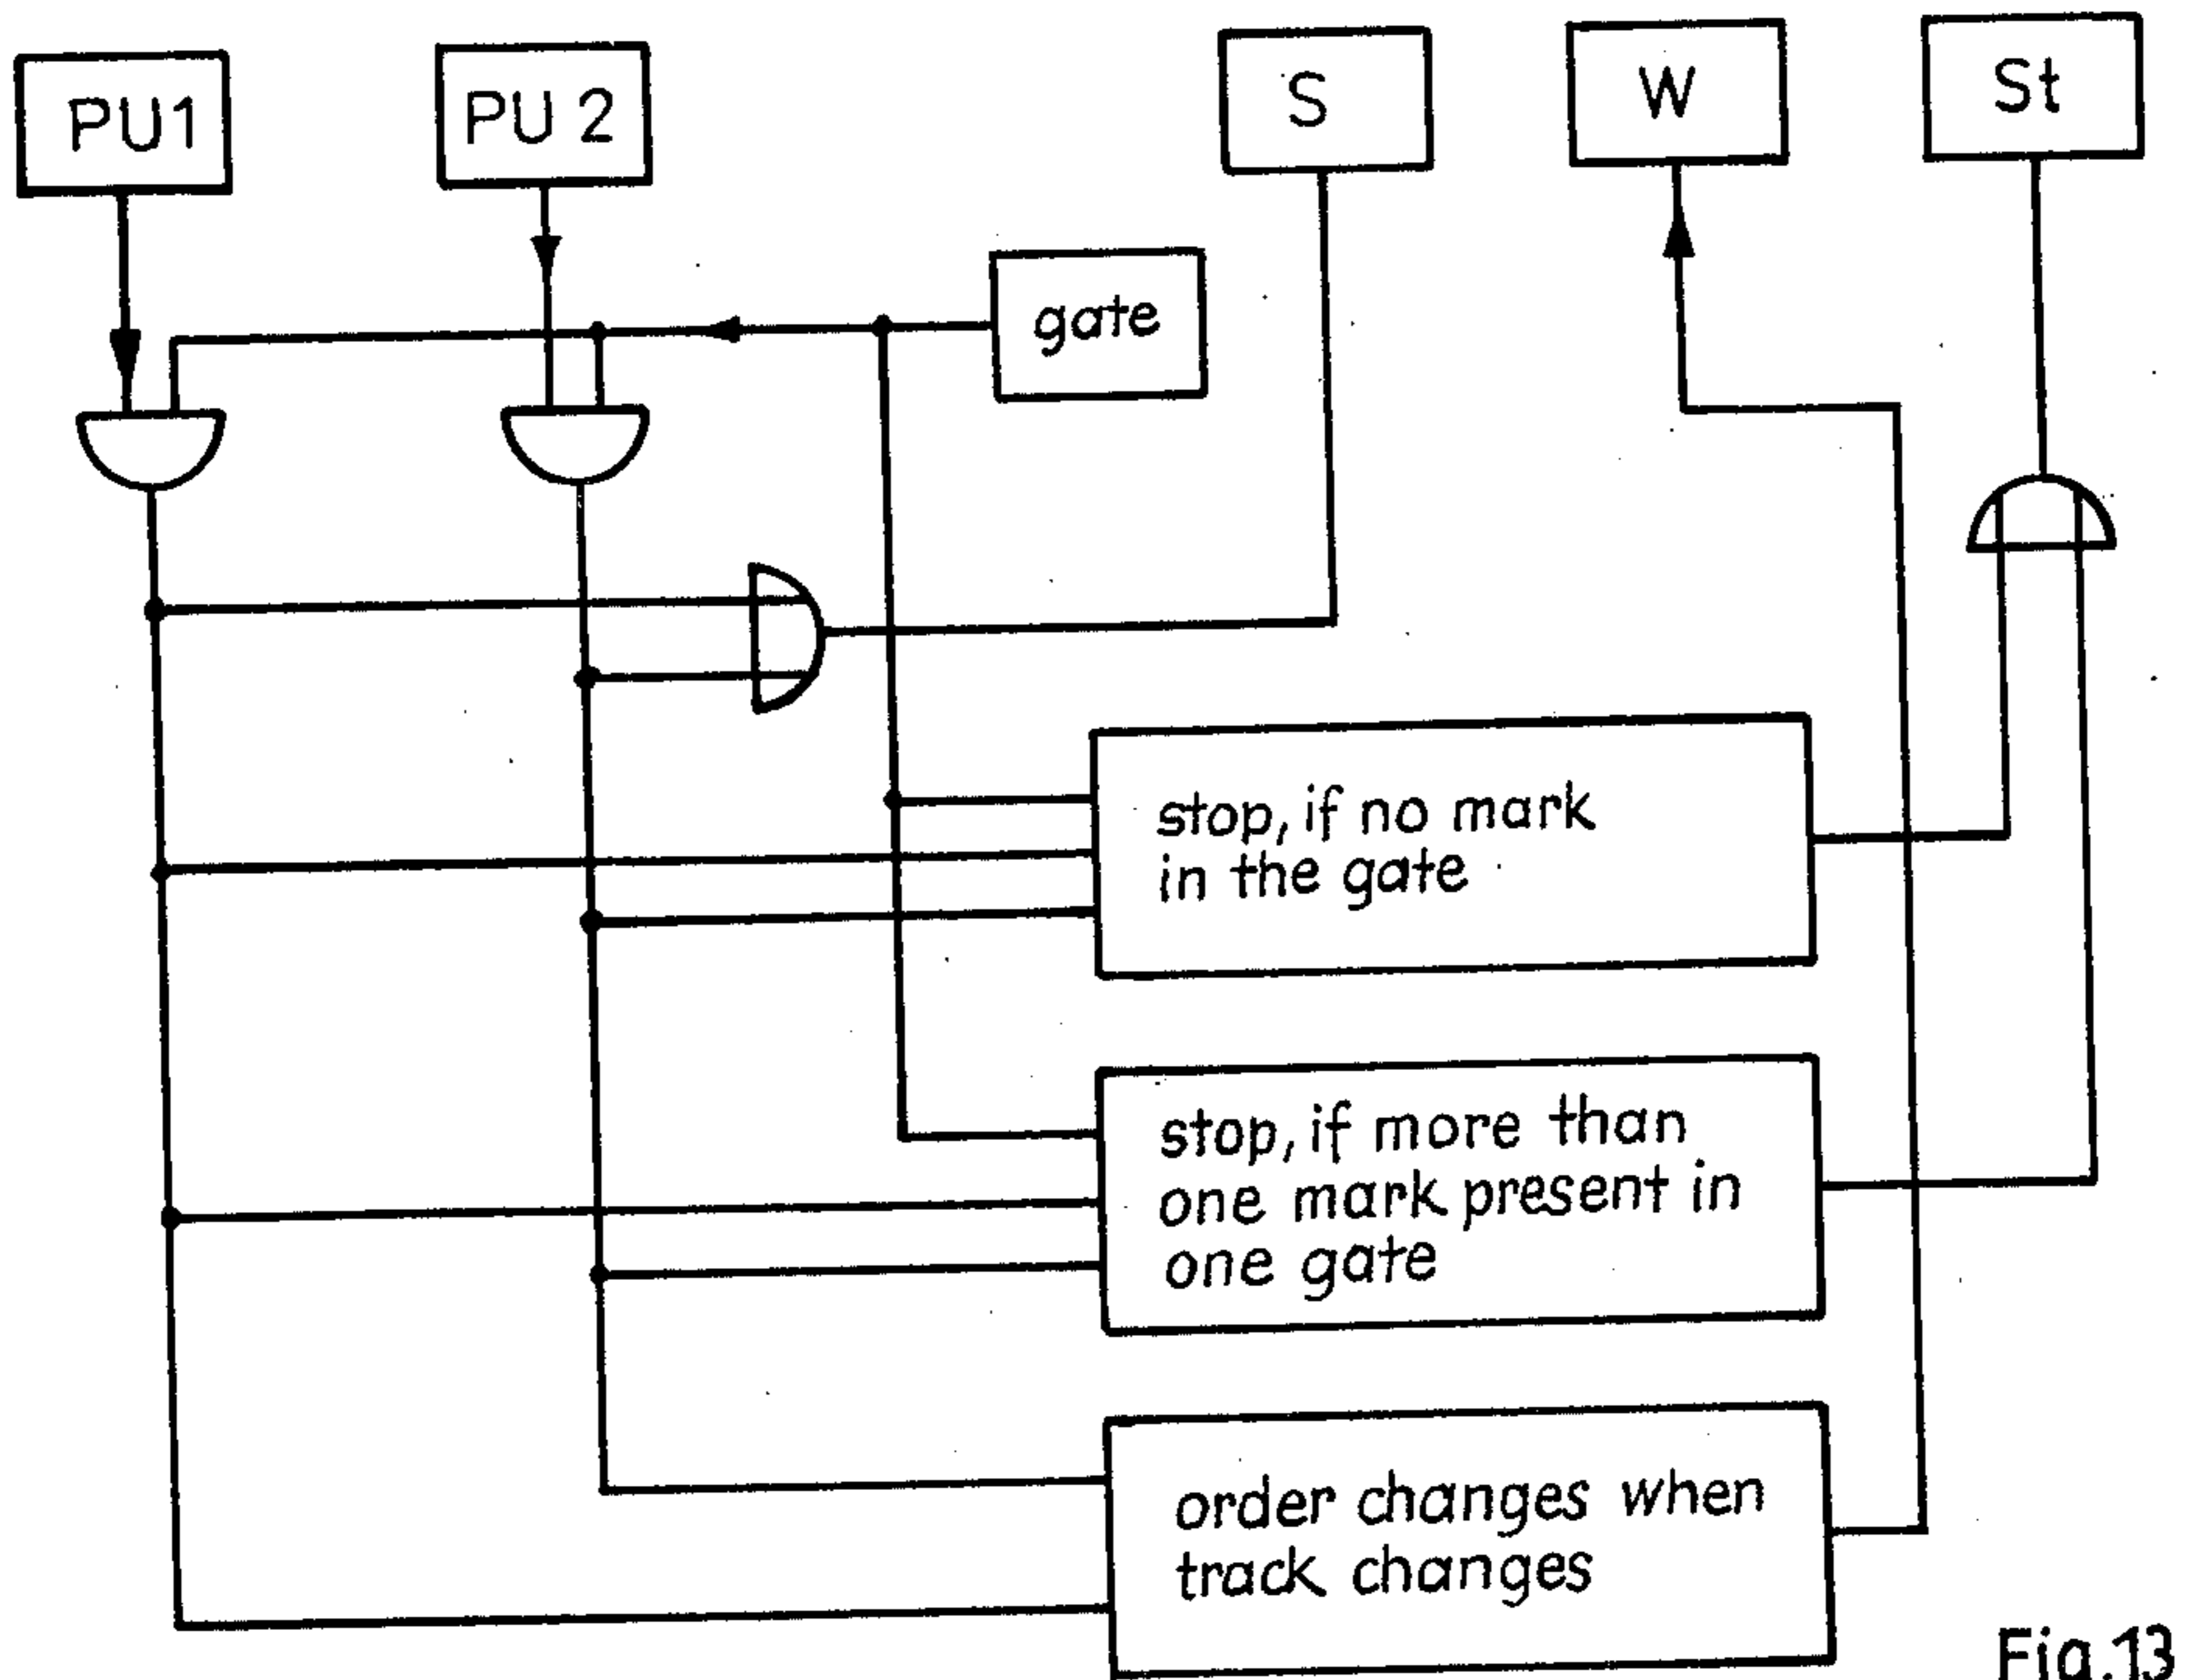 PU1
PU 2
S
W
St
gate
stop, if no mark
in the gate
stop, if more than
one mark present in
one gate
order changes when
track changes
Fig.13